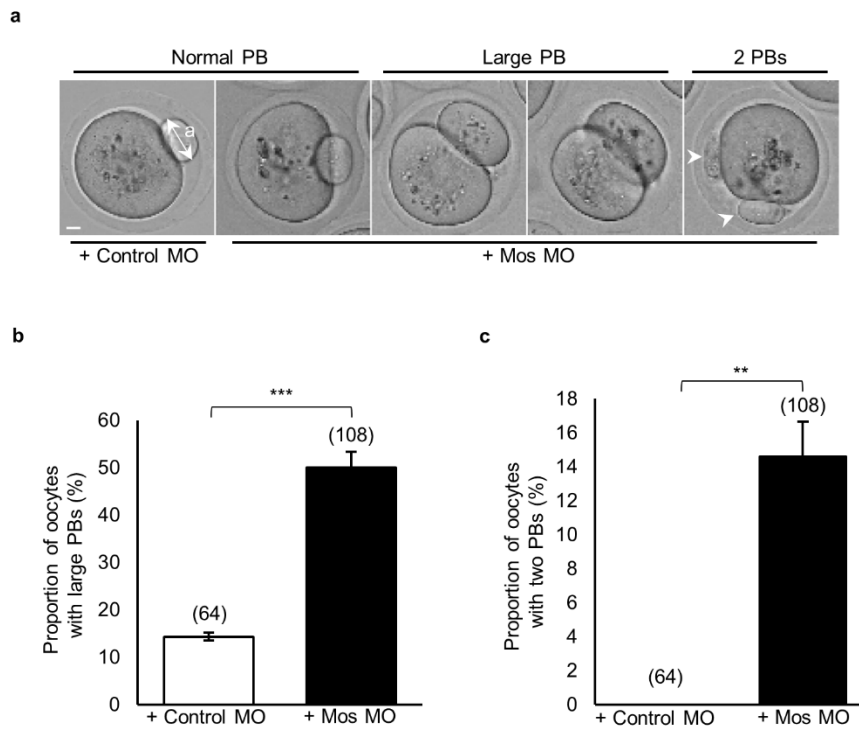 a
Normal PB
Large PB
2 PBs
a
+ Control MO
+ Mos MO
b
Proportion of oocytes
with large PBs (%)
60
50
40
30
20
10
0
***
(64)
(108)
+ Control MO
+ Mos MO
c
Proportion of oocytes
with two PBs (%)
18
16
14
12
10
8
6
4
2
0
**
(64)
(108)
+ Control MO
+ Mos MO